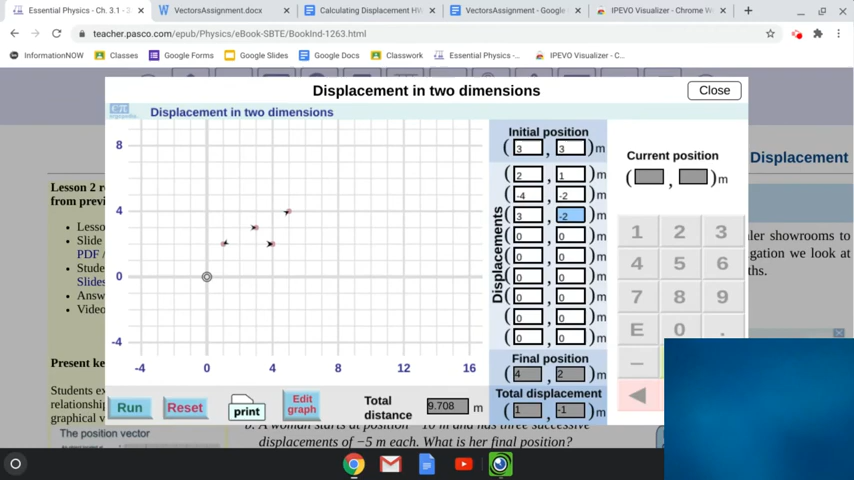 Essential Physics - Ch. 3.1 - 3
VectorsAssignment.docx
Calculating Displacement HW
VectorsAssignment - Google
IPEVO Visualizer - Chrome W
teacher.pasco.com/epub/Physics/eBook-SBTE/BookInd-1263.html
InformationNOW
Classes
Google Forms
Google Slides
Google Docs
Classwork
Essential Physics -...
IPEVO Visualizer - C...
Displacement in two dimensions
Close
Displacement in two dimensions
Initial position
( 3 , 3 ) m
( 2 , 1 ) m
( -4 , -2 ) m
( 3 , -2 ) m
( 0 , 0 ) m
( 0 , 0 ) m
( 0 , 0 ) m
( 0 , 0 ) m
( 0 , 0 ) m
( 0 , 0 ) m
Displacements
Final position
( 4 , 2 ) m
Total displacement
( 1 , -1 ) m
Current position
( , ) m
1 2 3
4 5 6
7 8 9
E 0 .
−
8
4
0
-4
-4 0 4 8 12 16
Run
Reset
print
Edit
graph
Total
distance
9.708 m
Displacement
Lesson 2 r
from previ
Lesso
Slide
PDF /
Stude
Slides
Answ
Video
Present ke
Students ex
relationship
graphical v
The position vector
ler showrooms to
gation we look at
ths.
b. A woman starts at position −10 m and has three successive
displacements of −5 m each. What is her final position?